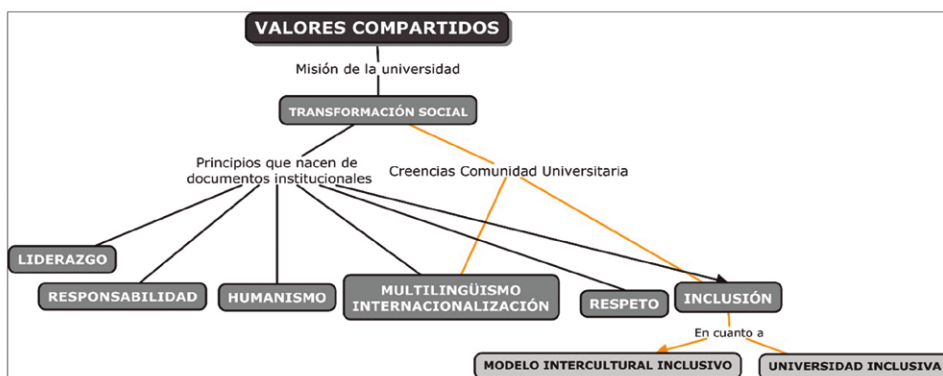 VALORES COMPARTIDOS
Misión de la universidad
TRANSFORMACIÓN SOCIAL
Principios que nacen de
documentos institucionales
Creencias Comunidad Universitaria
LIDERAZGO
RESPONSABILIDAD
HUMANISMO
MULTILINGÜISMO
INTERNACIONALIZACIÓN
RESPETO
INCLUSIÓN
En cuanto a
MODELO INTERCULTURAL INCLUSIVO
UNIVERSIDAD INCLUSIVA